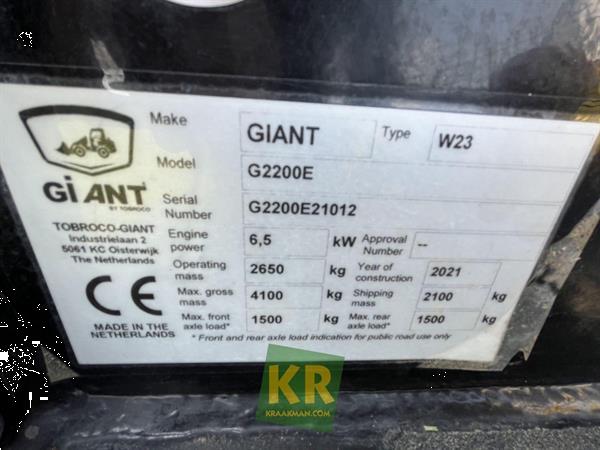 Make GIANT Type W23
Model G2200E
GiANT
BY TOBROCO
Serial Number G2200E21012
TOBROCO-GIANT
Industrielaan 2
5061 KC Oisterwijk
The Netherlands
Engine power 6,5 kW Approval Number --
Operating mass 2650 kg Year of construction 2021
Max. gross mass 4100 kg Shipping mass 2100 kg
Max. front axle load* 1500 kg Max. rear axle load* 1500 kg
CE
MADE IN THE
NETHERLANDS
* Front and rear axle load indication for public road use only
KR
KRAAKMAN.COM